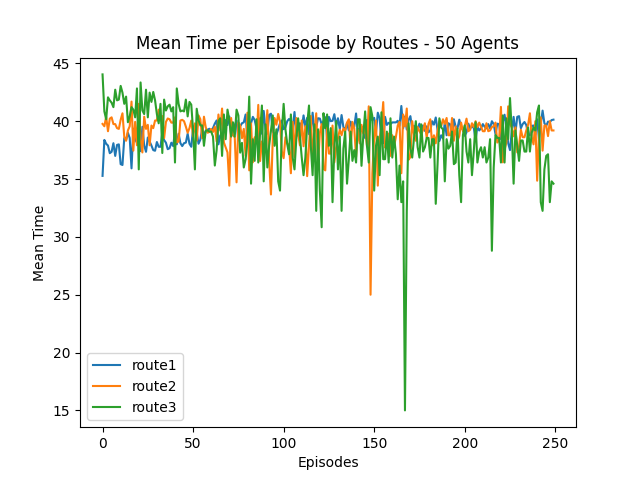 Mean Time per Episode by Routes - 50 Agents
45
40
35
30
25
20
15
Mean Time
route1
route2
route3
0 50 100 150 200 250
Episodes